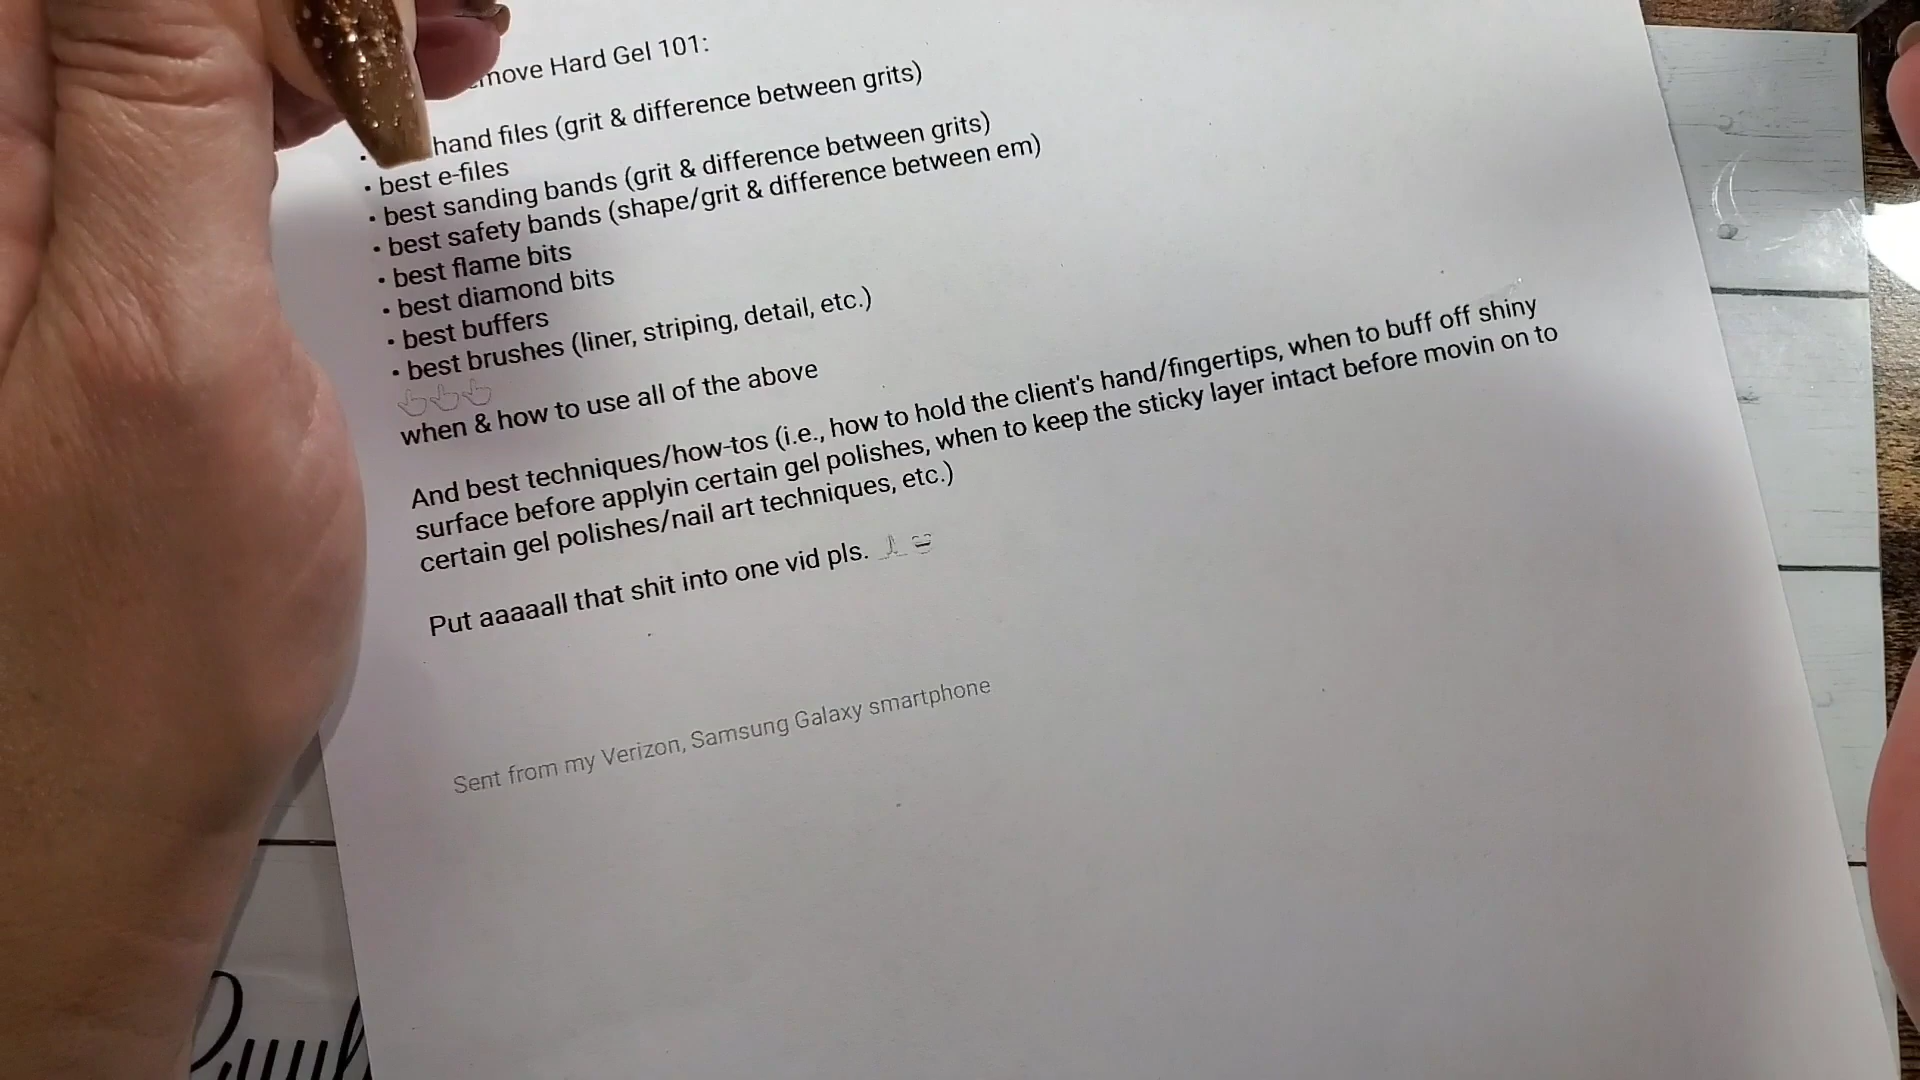 Hard Gel 101:
• hand files (grit & difference between grits)
• best e-files
• best sanding bands (grit & difference between grits)
• best safety bands (shape/grit & difference between em)
• best flame bits
• best diamond bits
• best buffers
• best brushes (liner, striping, detail, etc.)
when & how to use all of the above
And best techniques/how-tos (i.e., how to hold the client's hand/fingertips, when to buff off shiny
surface before applyin certain gel polishes, when to keep the sticky layer intact before movin on to
certain gel polishes/nail art techniques, etc.)
Put aaaaall that shit into one vid pls.
Sent from my Verizon, Samsung Galaxy smartphone